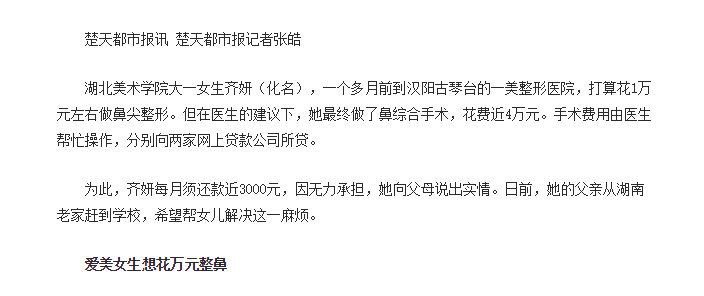 楚天都市报讯 楚天都市报记者张皓
湖北美术学院大一女生齐妍（化名），一个多月前到汉阳古琴台的一美整形医院，打算花1万
元左右做鼻尖整形。但在医生的建议下，她最终做了鼻综合手术，花费近4万元。手术费用由医生
帮忙操作，分别向两家网上贷款公司所贷。
为此，齐妍每月须还款近3000元，因无力承担，她向父母说出实情。日前，她的父亲从湖南
老家赶到学校，希望帮女儿解决这一麻烦。
爱美女生想花万元整鼻